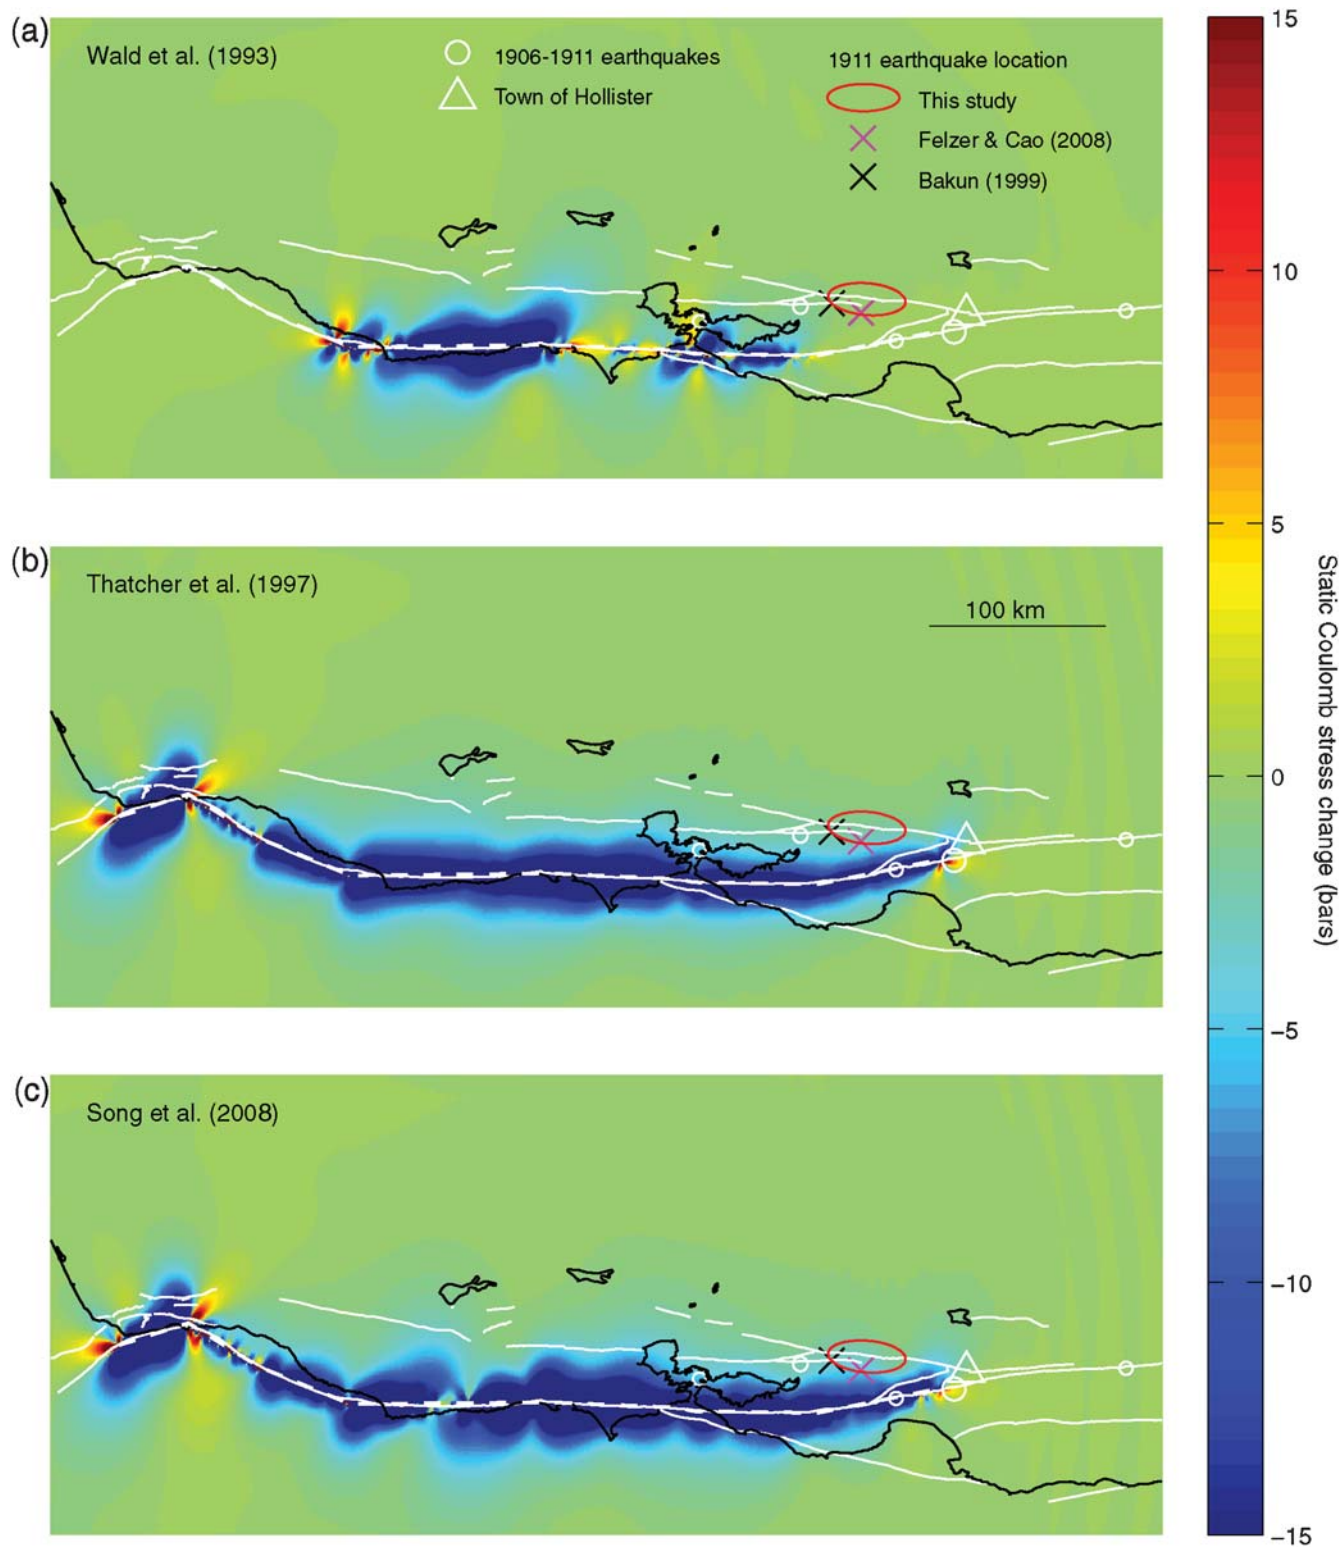 (a)
Wald et al. (1993)
1906-1911 earthquakes
Town of Hollister
1911 earthquake location
This study
Felzer & Cao (2008)
Bakun (1999)
(b)
Thatcher et al. (1997)
100 km
(c)
Song et al. (2008)
15
10
5
0
−5
−10
−15
Static Coulomb stress change (bars)